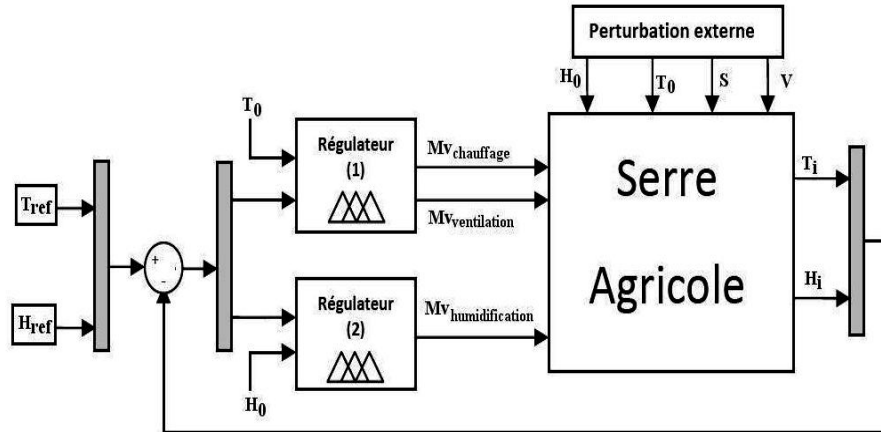 Perturbation externe
H0
T0
S
V
T0
Régulateur
(1)
Mvchauffage
Mvventilation
Serre
Agricole
Ti
Hi
Tref
Href
+
-
Régulateur
(2)
Mvhumidification
H0